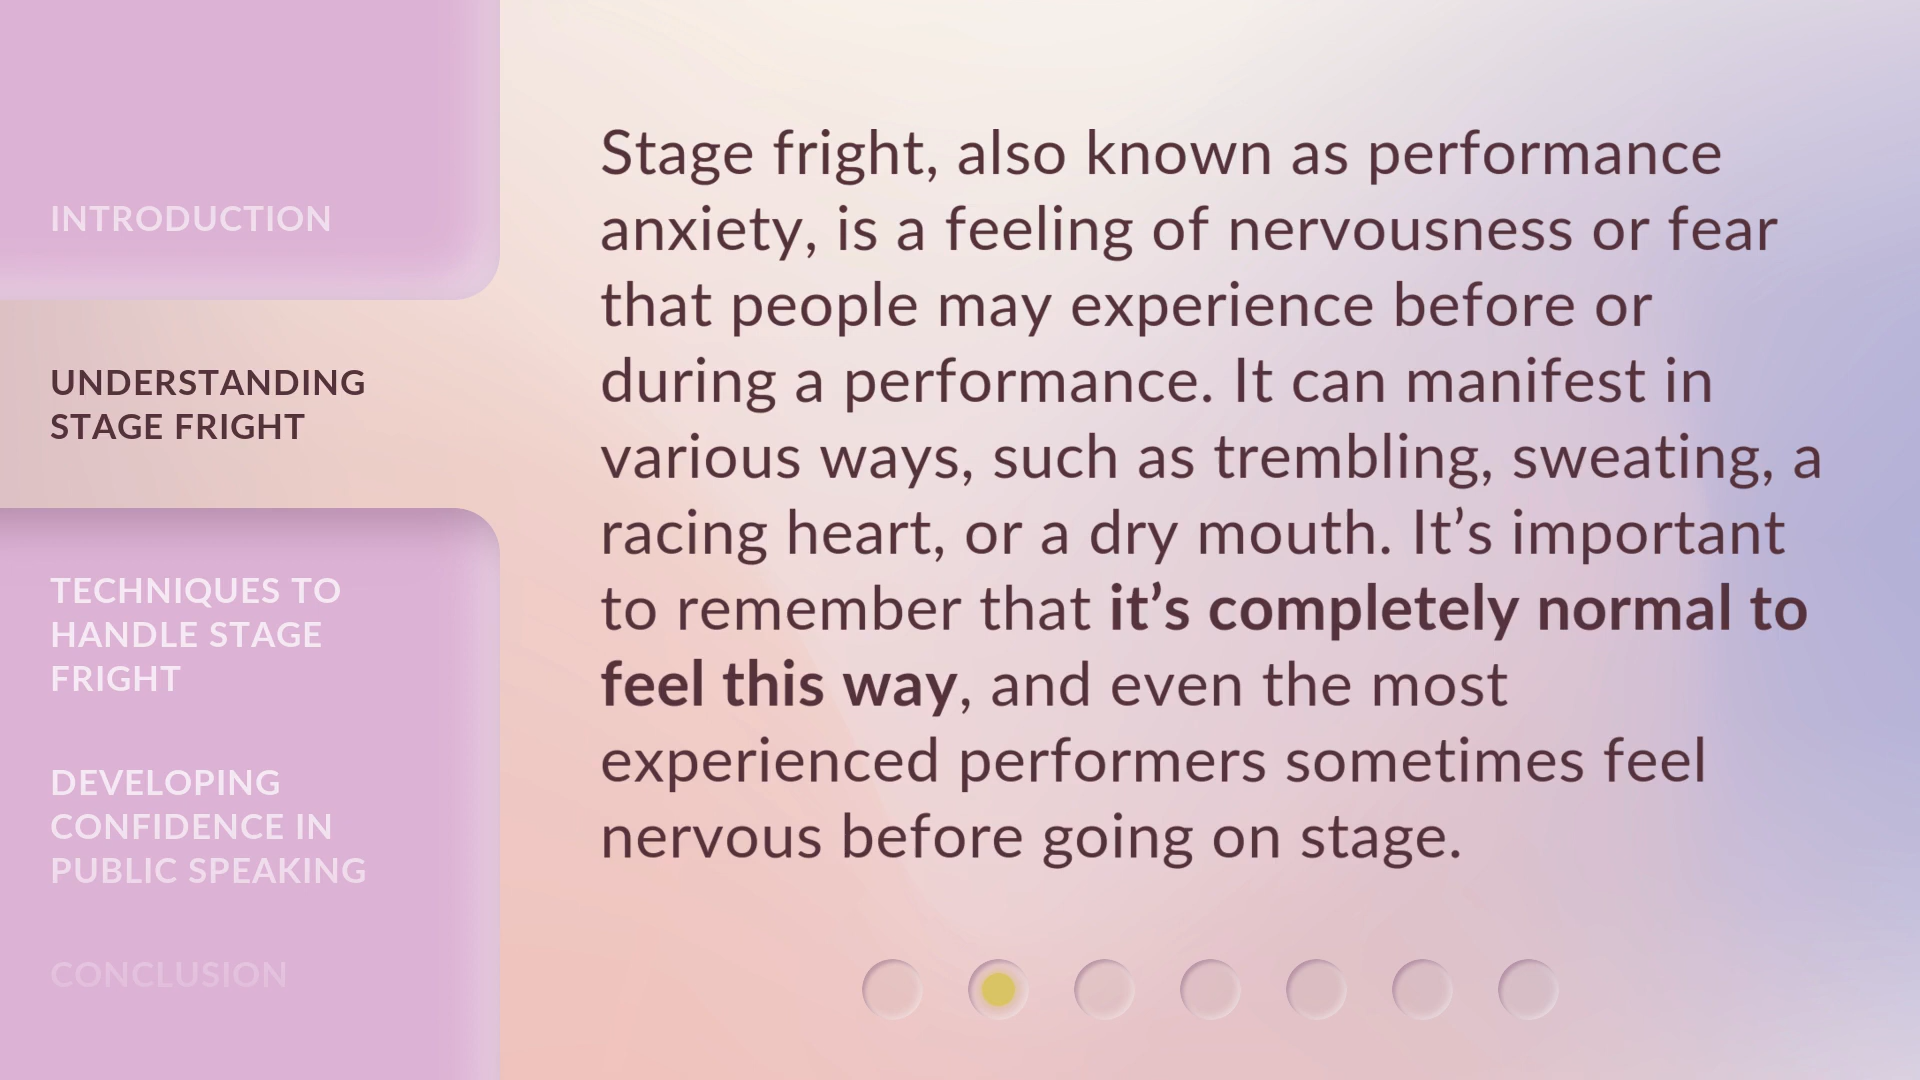 INTRODUCTION
UNDERSTANDING
STAGE FRIGHT
TECHNIQUES TO
HANDLE STAGE
FRIGHT
DEVELOPING
CONFIDENCE IN
PUBLIC SPEAKING
CONCLUSION
Stage fright, also known as performance
anxiety, is a feeling of nervousness or fear
that people may experience before or
during a performance. It can manifest in
various ways, such as trembling, sweating, a
racing heart, or a dry mouth. It’s important
to remember that it’s completely normal to
feel this way, and even the most
experienced performers sometimes feel
nervous before going on stage.